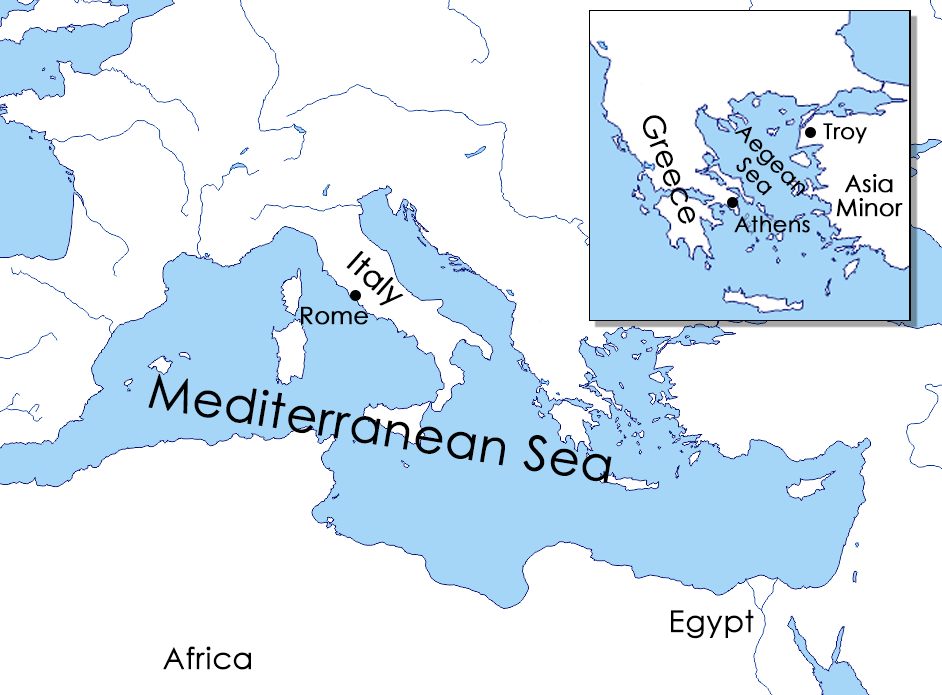 Greece
Aegean
Sea
Troy
Asia
Minor
Athens
Italy
Rome
Mediterranean Sea
Egypt
Africa